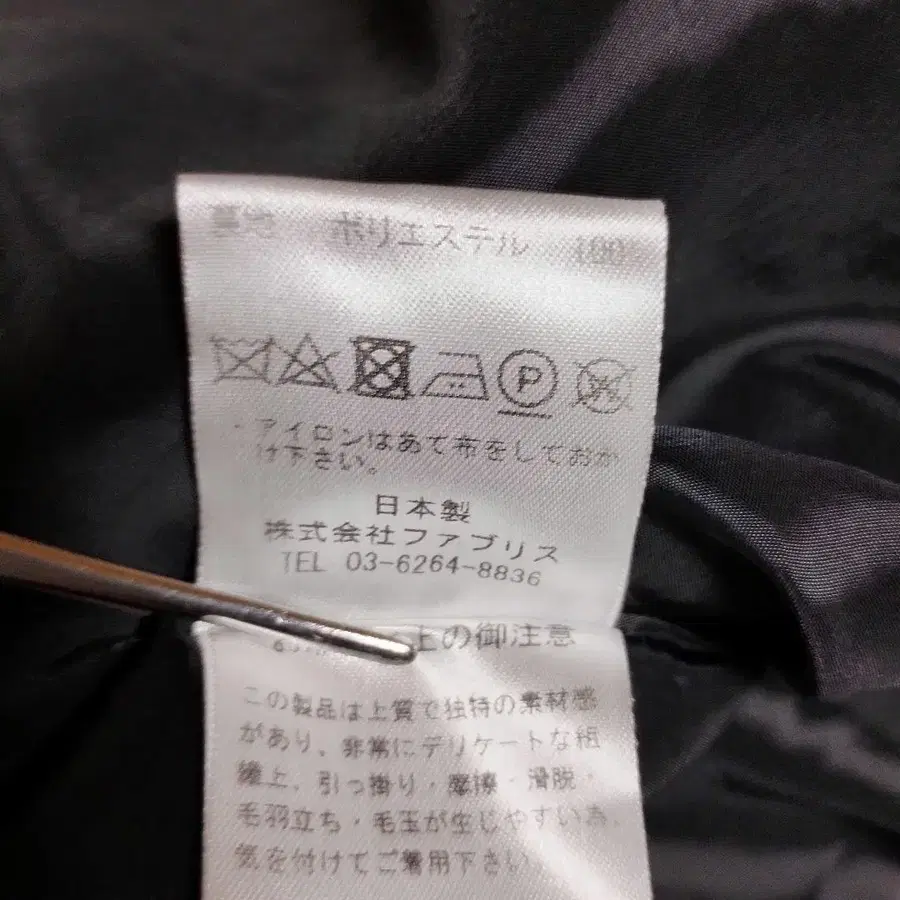 ポリエステル 100
P
・アイロンはあて布をしておか
け下さい。
日本製
株式会社ファブリス
TEL 03-6264-8836
上の御注意
この製品は上質で独特の素材感
があり、非常にデリケートな組
織上、引っ掛り・摩擦・滑脱・
毛羽立ち・毛玉が生じやすい為、
気を付けてご着用下さい